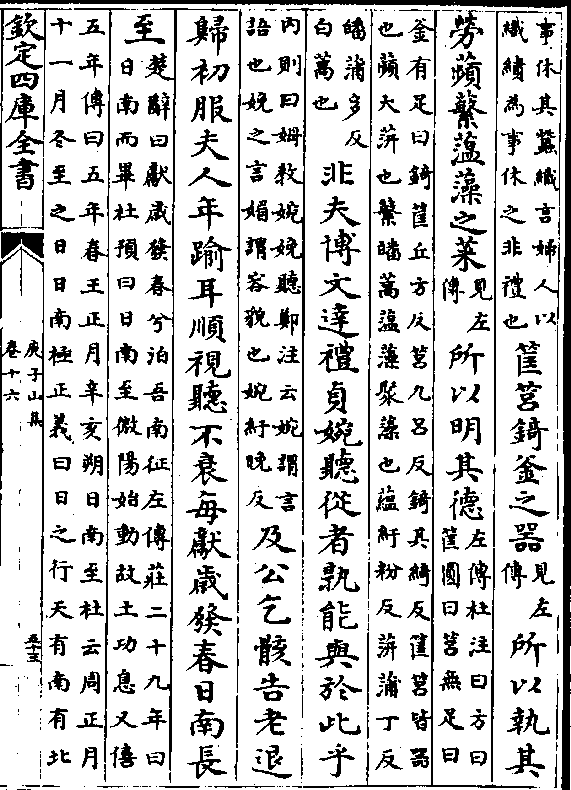 事休其蠶織言婦人以織績為事休之非禮也筐筥錡釜之器見左傳所以執其
勞蘋蘩薀藻之菜見左傳所以明其德左傳杜注曰方曰筐圓曰筥無足曰
釜有足曰錡筐丘方反筥九呂反錡其綺反筐筥皆器
也蘋大蓱也蘩皤蒿薀藻聚藻也薀紆粉反蓱蒲丁反
皤蒲多反白蒿也非夫博文達禮貞婉聽從者孰能與於此乎
内則曰姆教婉娩聽鄭注云婉謂言語也娩之言媚謂容貌也婉紆晚反及公乞骸告老退
歸初服夫人年踰耳順視聽不衰每獻歲發春日南長
至楚辭曰獻歲發春兮汨吾南征左傳莊二十九年曰日南而畢杜預曰日南至微陽始動故土功息又僖
五年傳曰五年春王正月辛亥朔日南至杜云周正月
十一月冬至之日日南極正義曰日之行天有南有北
欽定四庫全書
庾子山集
卷十六
五十三